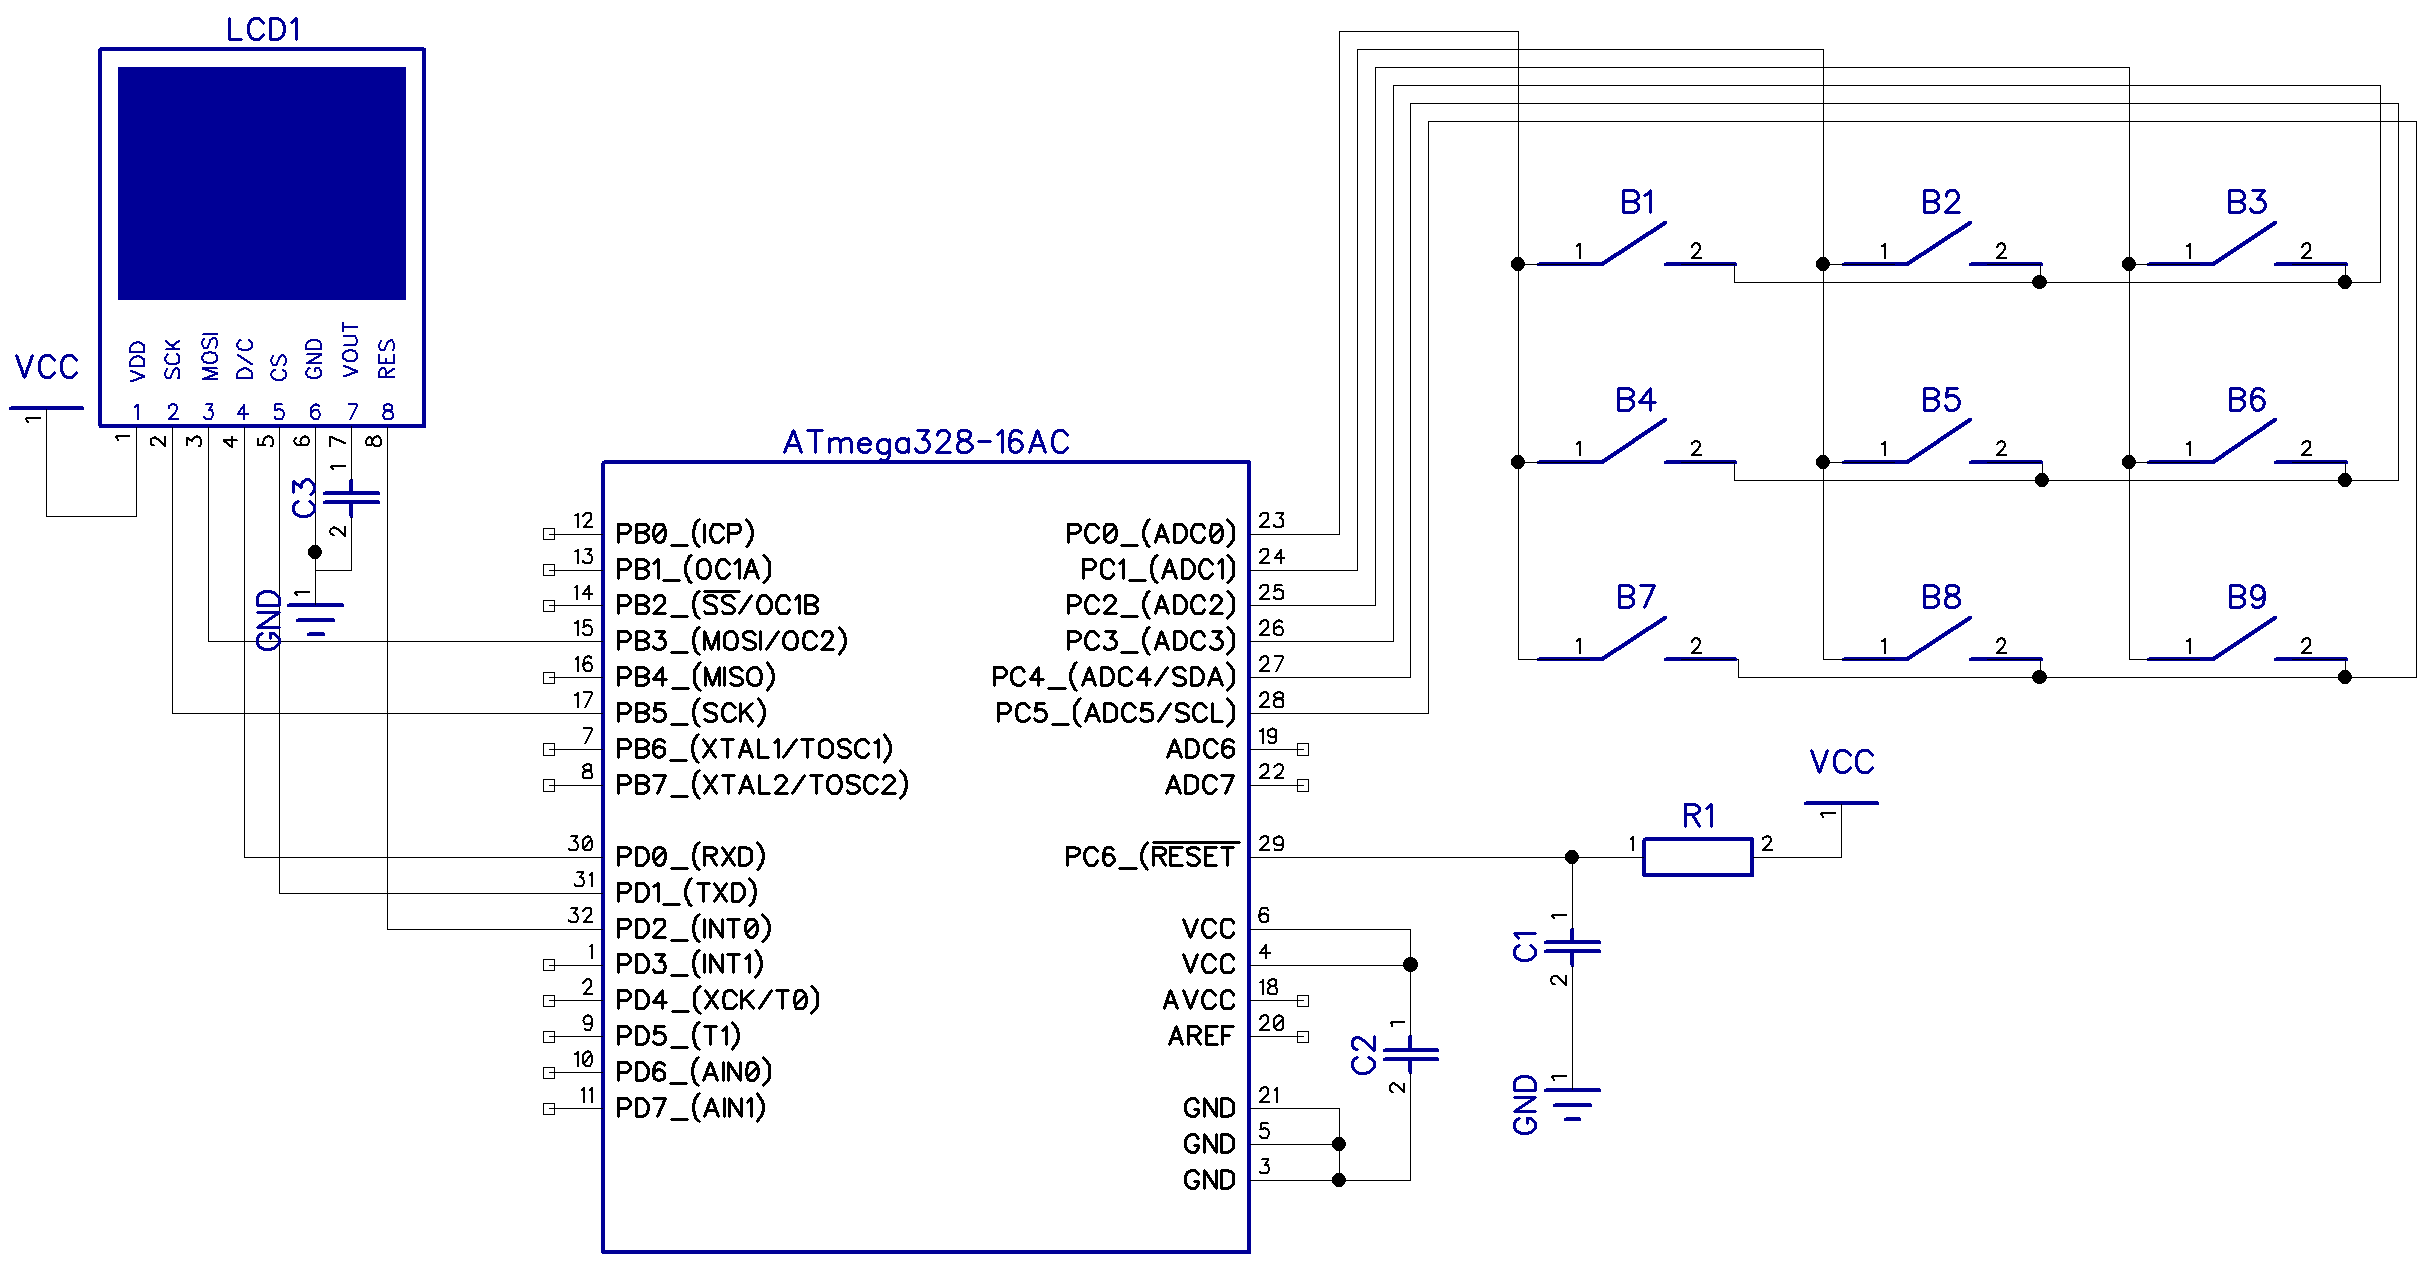 LCD1
VDD SCK MOSI D/C CS GND VOUT RES
1 2 3 4 5 6 7 8
1 2 3 4 5 6 7 8
VCC
1
C3
1
2
GND
1
ATmega328-16AC
12 PB0_(ICP)
13 PB1_(OC1A)
14 PB2_(SS/OC1B
15 PB3_(MOSI/OC2)
16 PB4_(MISO)
17 PB5_(SCK)
7 PB6_(XTAL1/TOSC1)
8 PB7_(XTAL2/TOSC2)
30 PD0_(RXD)
31 PD1_(TXD)
32 PD2_(INT0)
1 PD3_(INT1)
2 PD4_(XCK/T0)
9 PD5_(T1)
10 PD6_(AIN0)
11 PD7_(AIN1)
PC0_(ADC0) 23
PC1_(ADC1) 24
PC2_(ADC2) 25
PC3_(ADC3) 26
PC4_(ADC4/SDA) 27
PC5_(ADC5/SCL) 28
ADC6 19
ADC7 22
PC6_(RESET 29
VCC 6
VCC 4
AVCC 18
AREF 20
GND 21
GND 5
GND 3
C2
1
2
B1 B2 B3
1 2 1 2 1 2
B4 B5 B6
1 2 1 2 1 2
B7 B8 B9
1 2 1 2 1 2
VCC
1
R1
1 2
C1
1
2
GND
1